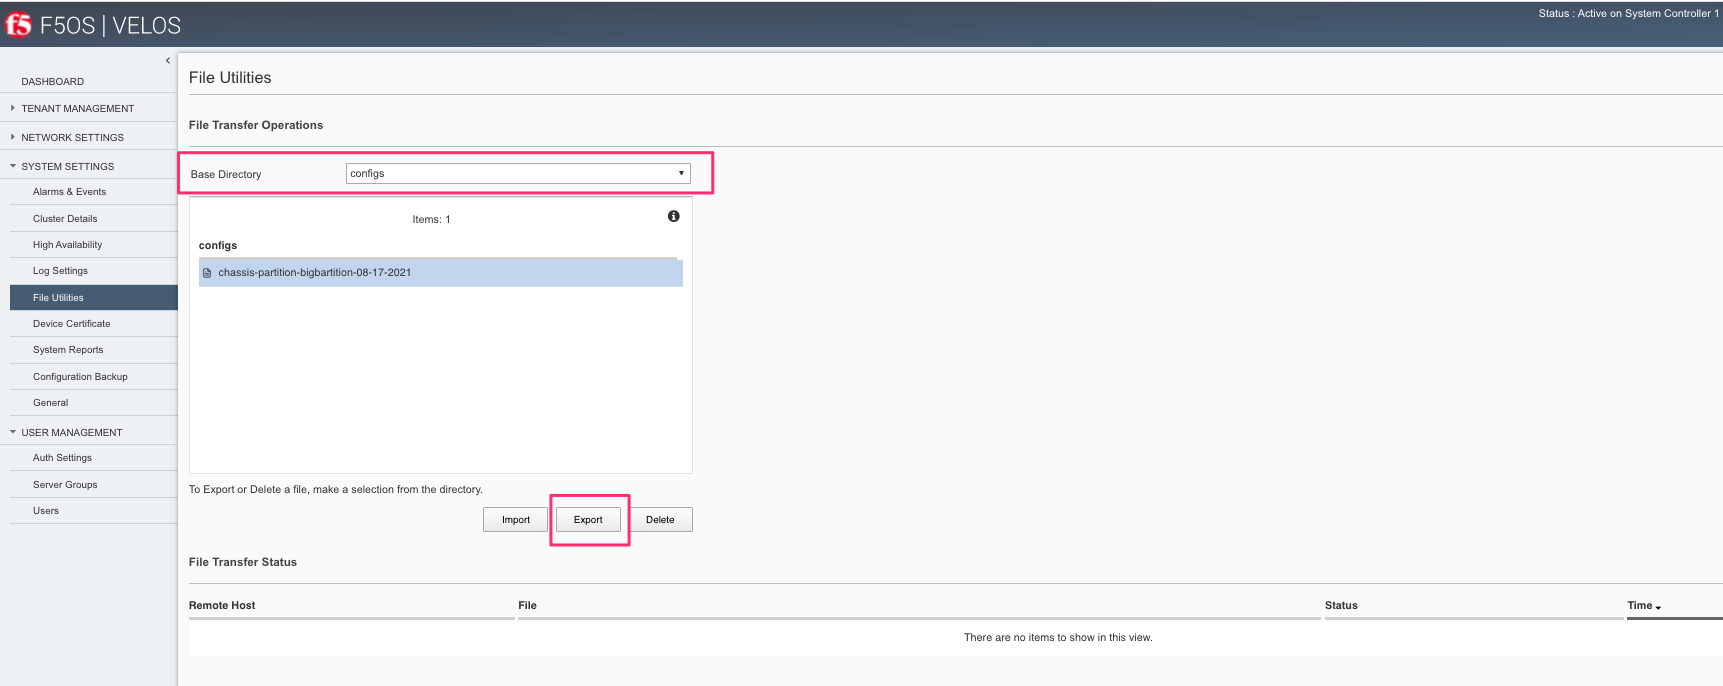 f5 F5OS | VELOS
Status : Active on System Controller 1
DASHBOARD
TENANT MANAGEMENT
NETWORK SETTINGS
SYSTEM SETTINGS
Alarms & Events
Cluster Details
High Availability
Log Settings
File Utilities
Device Certificate
System Reports
Configuration Backup
General
USER MANAGEMENT
Auth Settings
Server Groups
Users
File Utilities
File Transfer Operations
Base Directory configs
Items: 1
configs
chassis-partition-bigbartition-08-17-2021
To Export or Delete a file, make a selection from the directory.
Import Export Delete
File Transfer Status
Remote Host File Status Time
There are no items to show in this view.